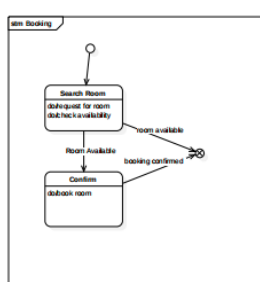 stm Booking
Search Room
do/request for room
do/check availability
room available
Room Available
booking confirmed
Confirm
do/book room